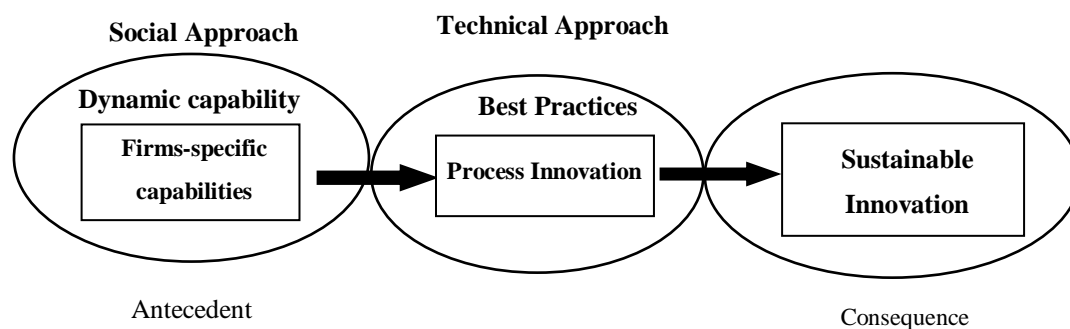 Social Approach
Technical Approach
Dynamic capability
Firms-specific
capabilities
Best Practices
Process Innovation
Sustainable
Innovation
Antecedent
Consequence